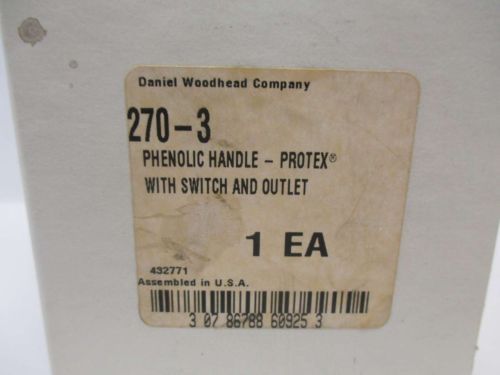 Daniel Woodhead Company
270-3
PHENOLIC HANDLE - PROTEX®
WITH SWITCH AND OUTLET
1 EA
432771
Assembled in U.S.A.
3 07 86788 60925 3